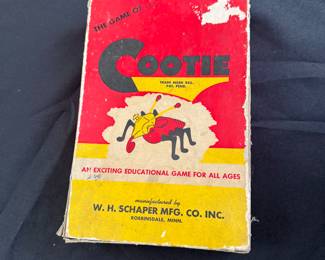 THE GAME OF
COOTIE
TRADE MARK REG.
PAT. PEND.
AN EXCITING EDUCATIONAL GAME FOR ALL AGES
manufactured by
W. H. SCHAPER MFG. CO. INC.
ROBBINSDALE, MINN.